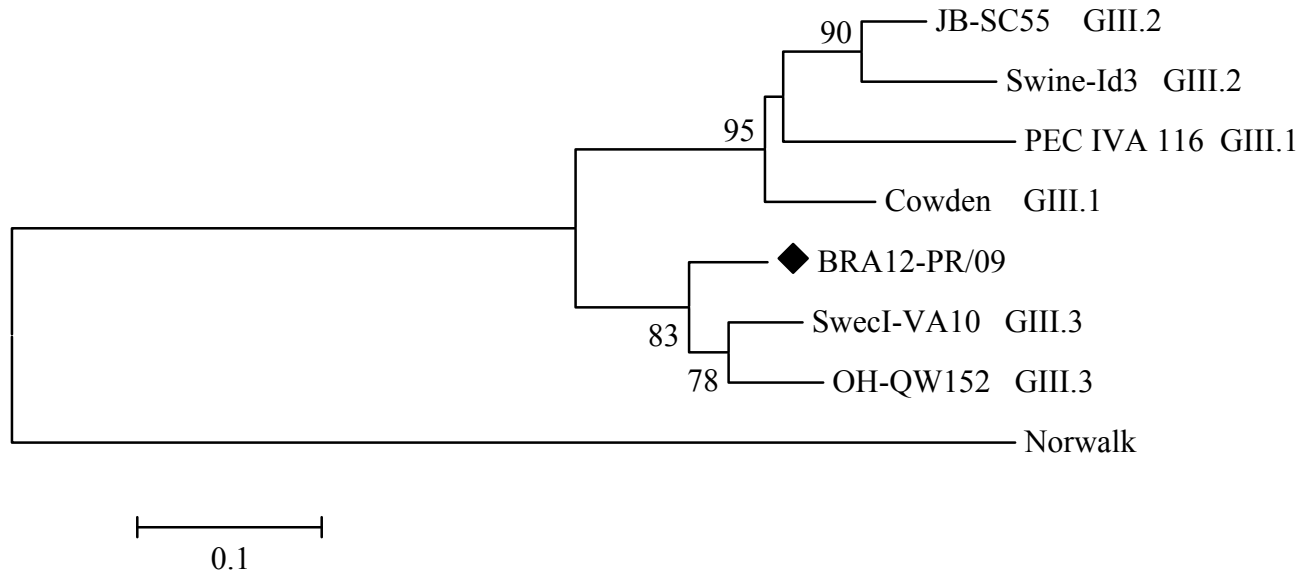 90
JB-SC55 GIII.2
Swine-Id3 GIII.2
95
PEC IVA 116 GIII.1
Cowden GIII.1
BRA12-PR/09
SwecI-VA10 GIII.3
83
OH-QW152 GIII.3
78
Norwalk
0.1